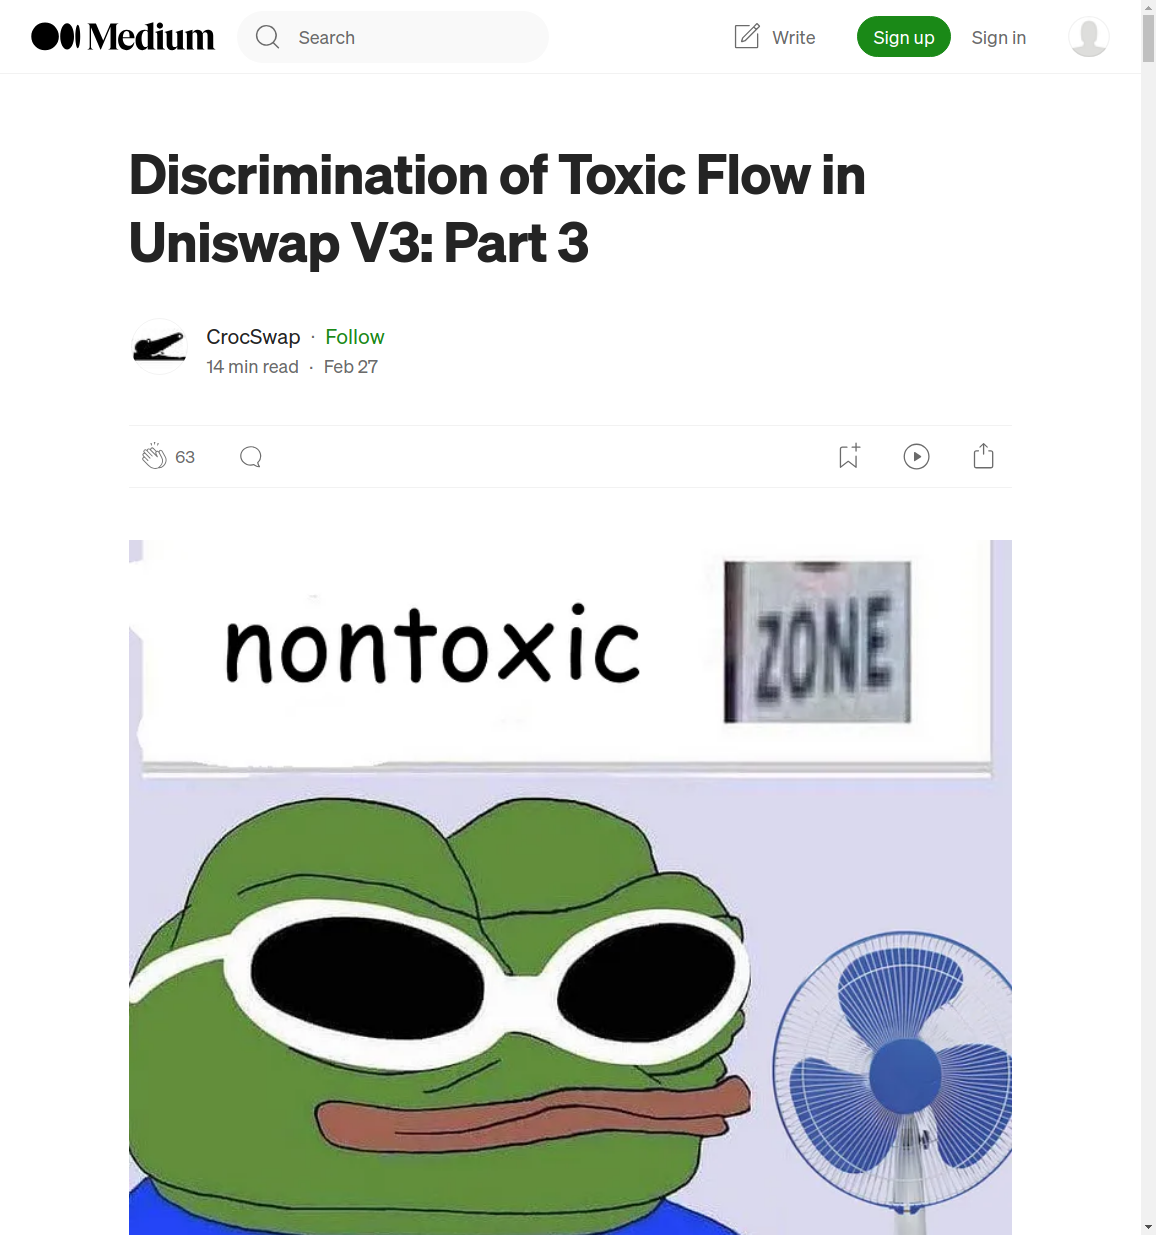 Medium
Search
Write
Sign up
Sign in
Discrimination of Toxic Flow in
Uniswap V3: Part 3
CrocSwap · Follow
14 min read · Feb 27
63
nontoxic ZONE